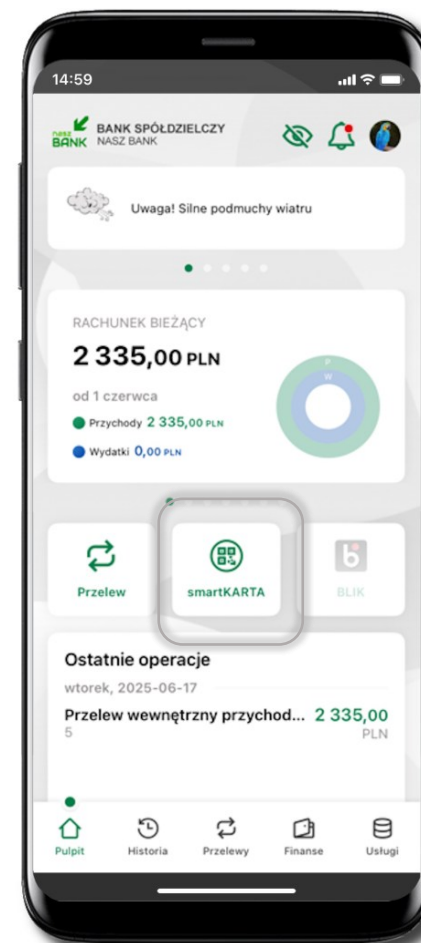 14:59
nasz
BANK
BANK SPÓŁDZIELCZY
NASZ BANK
Uwaga! Silne podmuchy wiatru
RACHUNEK BIEŻĄCY
2 335,00 PLN
od 1 czerwca
Przychody 2 335,00 PLN
Wydatki 0,00 PLN
P
W
Przelew
smartKARTA
b
BLIK
Ostatnie operacje
wtorek, 2025-06-17
Przelew wewnętrzny przychod... 2 335,00
5 PLN
Pulpit Historia Przelewy Finanse Usługi